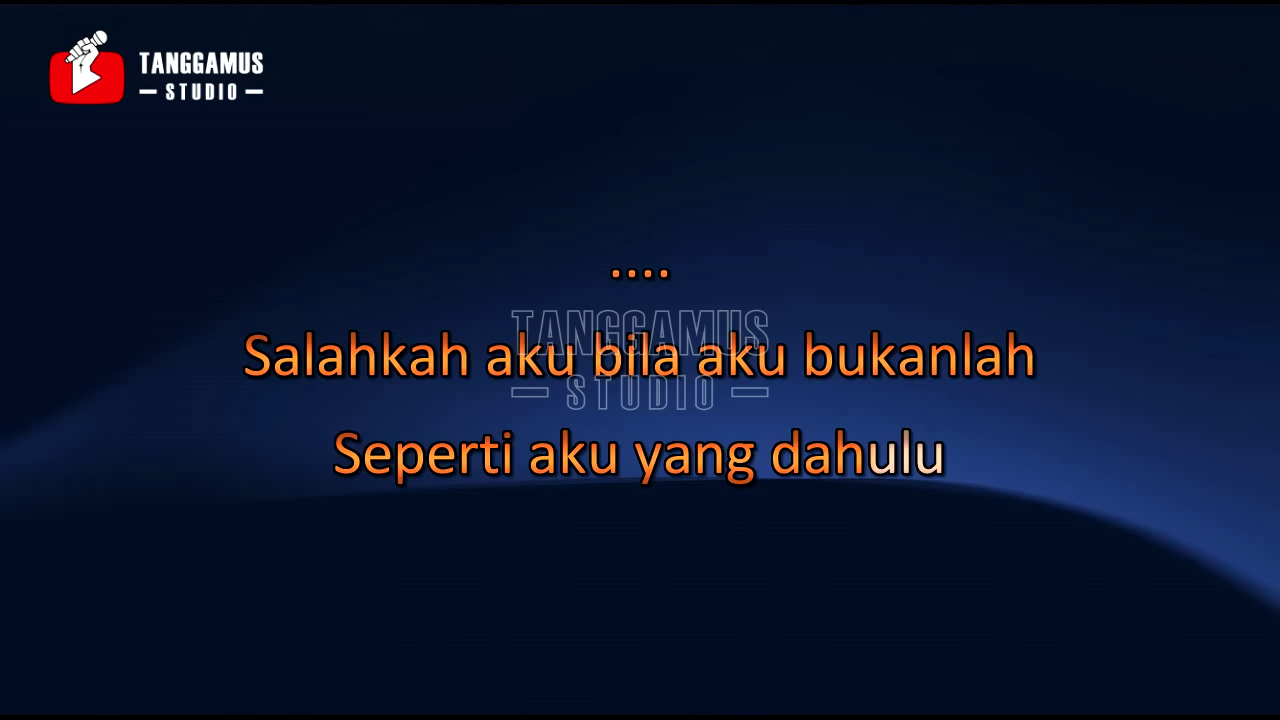 TANGGAMUS
STUDIO
....
TANGGAMUS
Salahkah aku bila aku bukanlah
STUDIO
Seperti aku yang dahulu